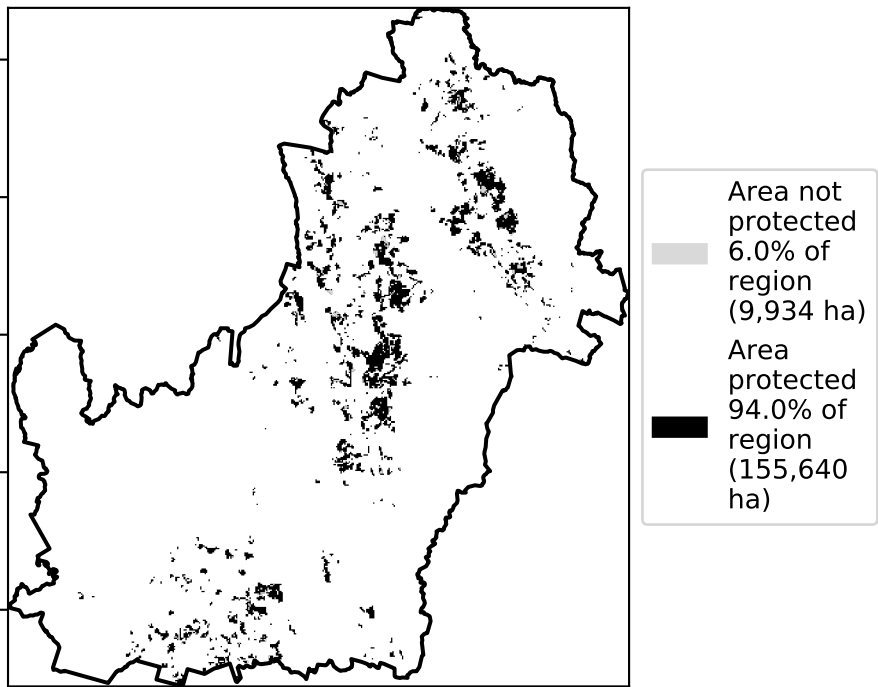 Area not
protected
6.0% of
region
(9,934 ha)
Area
protected
94.0% of
region
(155,640
ha)